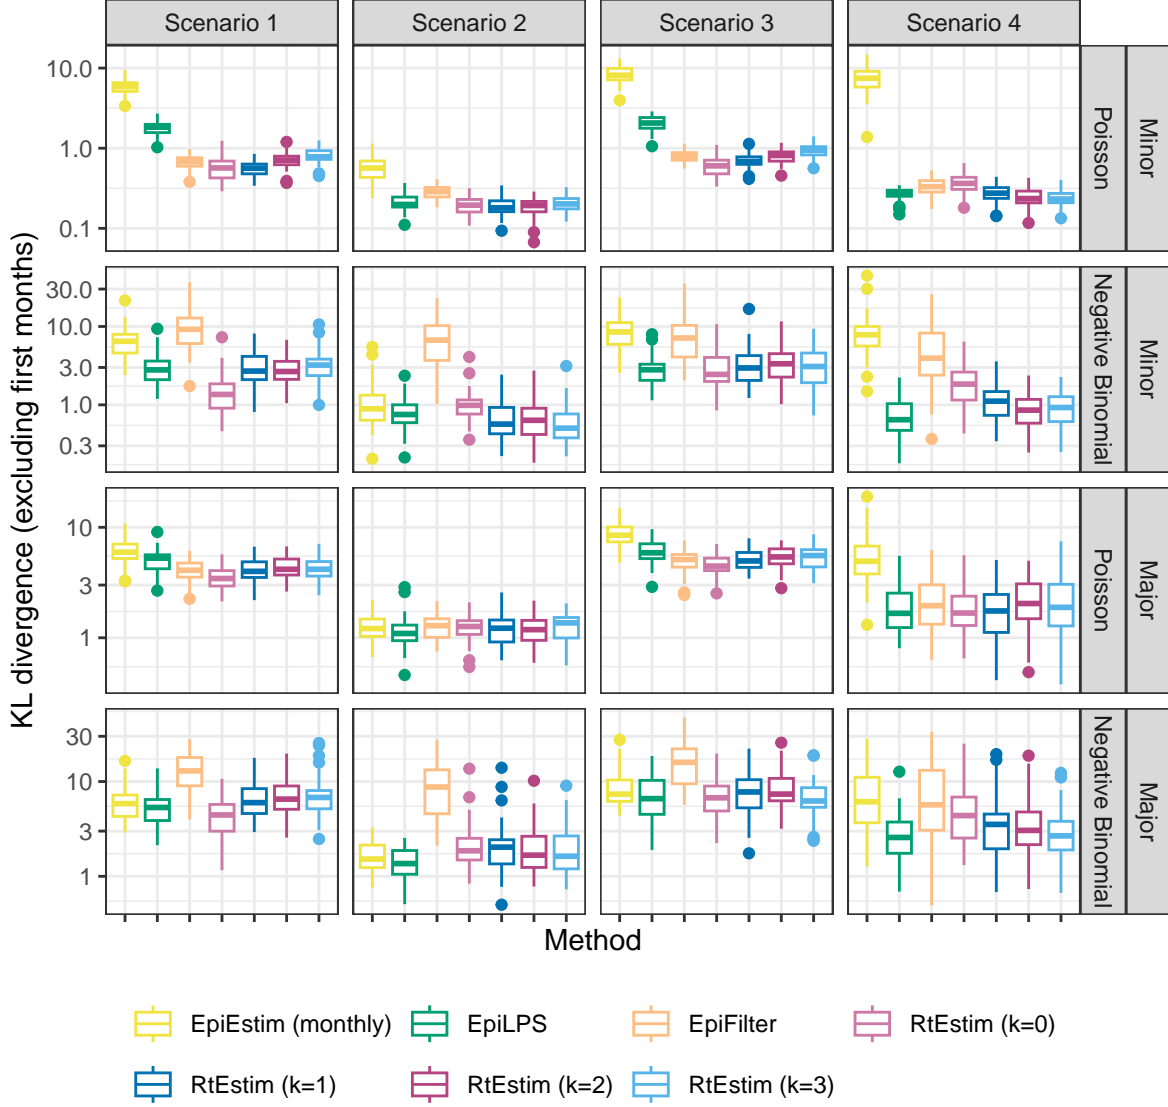 Scenario 1 Scenario 2 Scenario 3 Scenario 4
10.0
1.0
0.1
Poisson
Minor
30.0
10.0
3.0
1.0
0.3
Negative Binomial
Minor
10
3
1
Poisson
Major
30
10
3
1
Negative Binomial
Major
KL divergence (excluding first months)
Method
EpiEstim (monthly) EpiLPS EpiFilter RtEstim (k=0)
RtEstim (k=1) RtEstim (k=2) RtEstim (k=3)